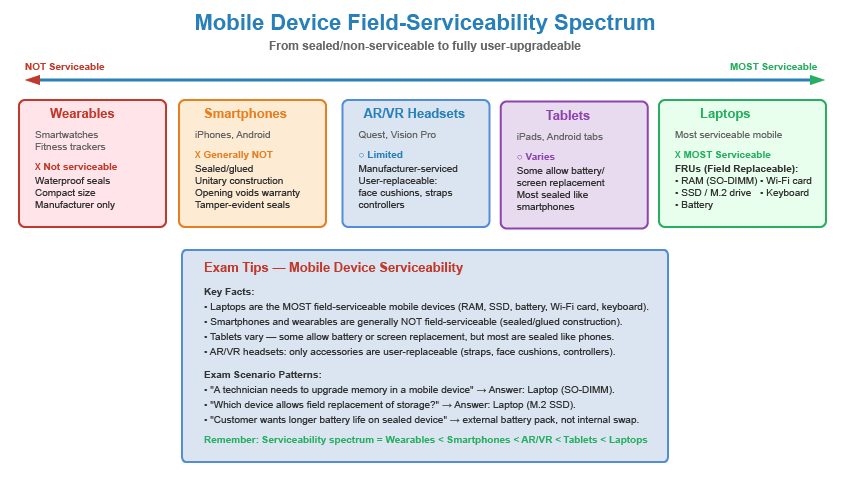 Mobile Device Field-Serviceability Spectrum
From sealed/non-serviceable to fully user-upgradeable
NOT Serviceable
MOST Serviceable
Wearables
Smartwatches
Fitness trackers
X Not serviceable
Waterproof seals
Compact size
Manufacturer only
Smartphones
iPhones, Android
X Generally NOT
Sealed/glued
Unitary construction
Opening voids warranty
Tamper-evident seals
AR/VR Headsets
Quest, Vision Pro
○ Limited
Manufacturer-serviced
User-replaceable:
face cushions, straps
controllers
Tablets
iPads, Android tabs
○ Varies
Some allow battery/
screen replacement
Most sealed like
smartphones
Laptops
Most serviceable mobile
X MOST Serviceable
FRUs (Field Replaceable):
• RAM (SO-DIMM) • Wi-Fi card
• SSD / M.2 drive • Keyboard
• Battery
Exam Tips — Mobile Device Serviceability
Key Facts:
• Laptops are the MOST field-serviceable mobile devices (RAM, SSD, battery, Wi-Fi card, keyboard).
• Smartphones and wearables are generally NOT field-serviceable (sealed/glued construction).
• Tablets vary — some allow battery or screen replacement, but most are sealed like phones.
• AR/VR headsets: only accessories are user-replaceable (straps, face cushions, controllers).
Exam Scenario Patterns:
• "A technician needs to upgrade memory in a mobile device" → Answer: Laptop (SO-DIMM).
• "Which device allows field replacement of storage?" → Answer: Laptop (M.2 SSD).
• "Customer wants longer battery life on sealed device" → external battery pack, not internal swap.
Remember: Serviceability spectrum = Wearables < Smartphones < AR/VR < Tablets < Laptops